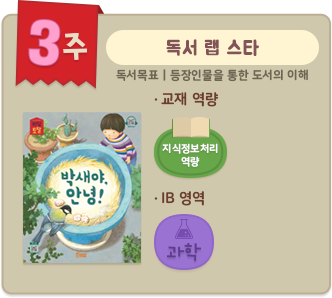 3주
독서 랩 스타
독서목표 | 등장인물을 통한 도서의 이해
· 교재 역량
지식정보처리
역량
박새야,
안녕!
· IB 영역
과학